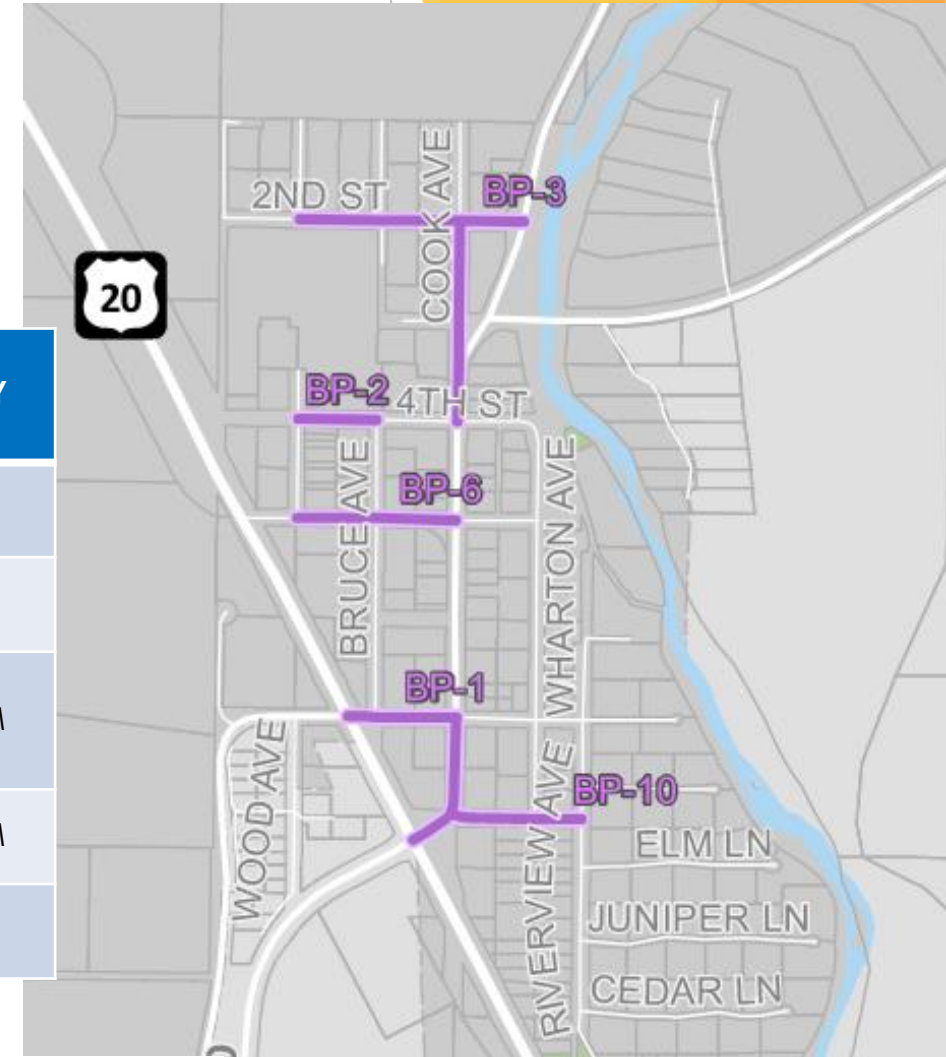 COOK AVE
2ND ST
BP-3
20
BP-2
4TH ST
BRUCE AVE
BP-6
WHARTON AVE
BP-1
WOOD AVE
RIVERVIEW AVE
BP-10
ELM LN
JUNIPER LN
CEDAR LN